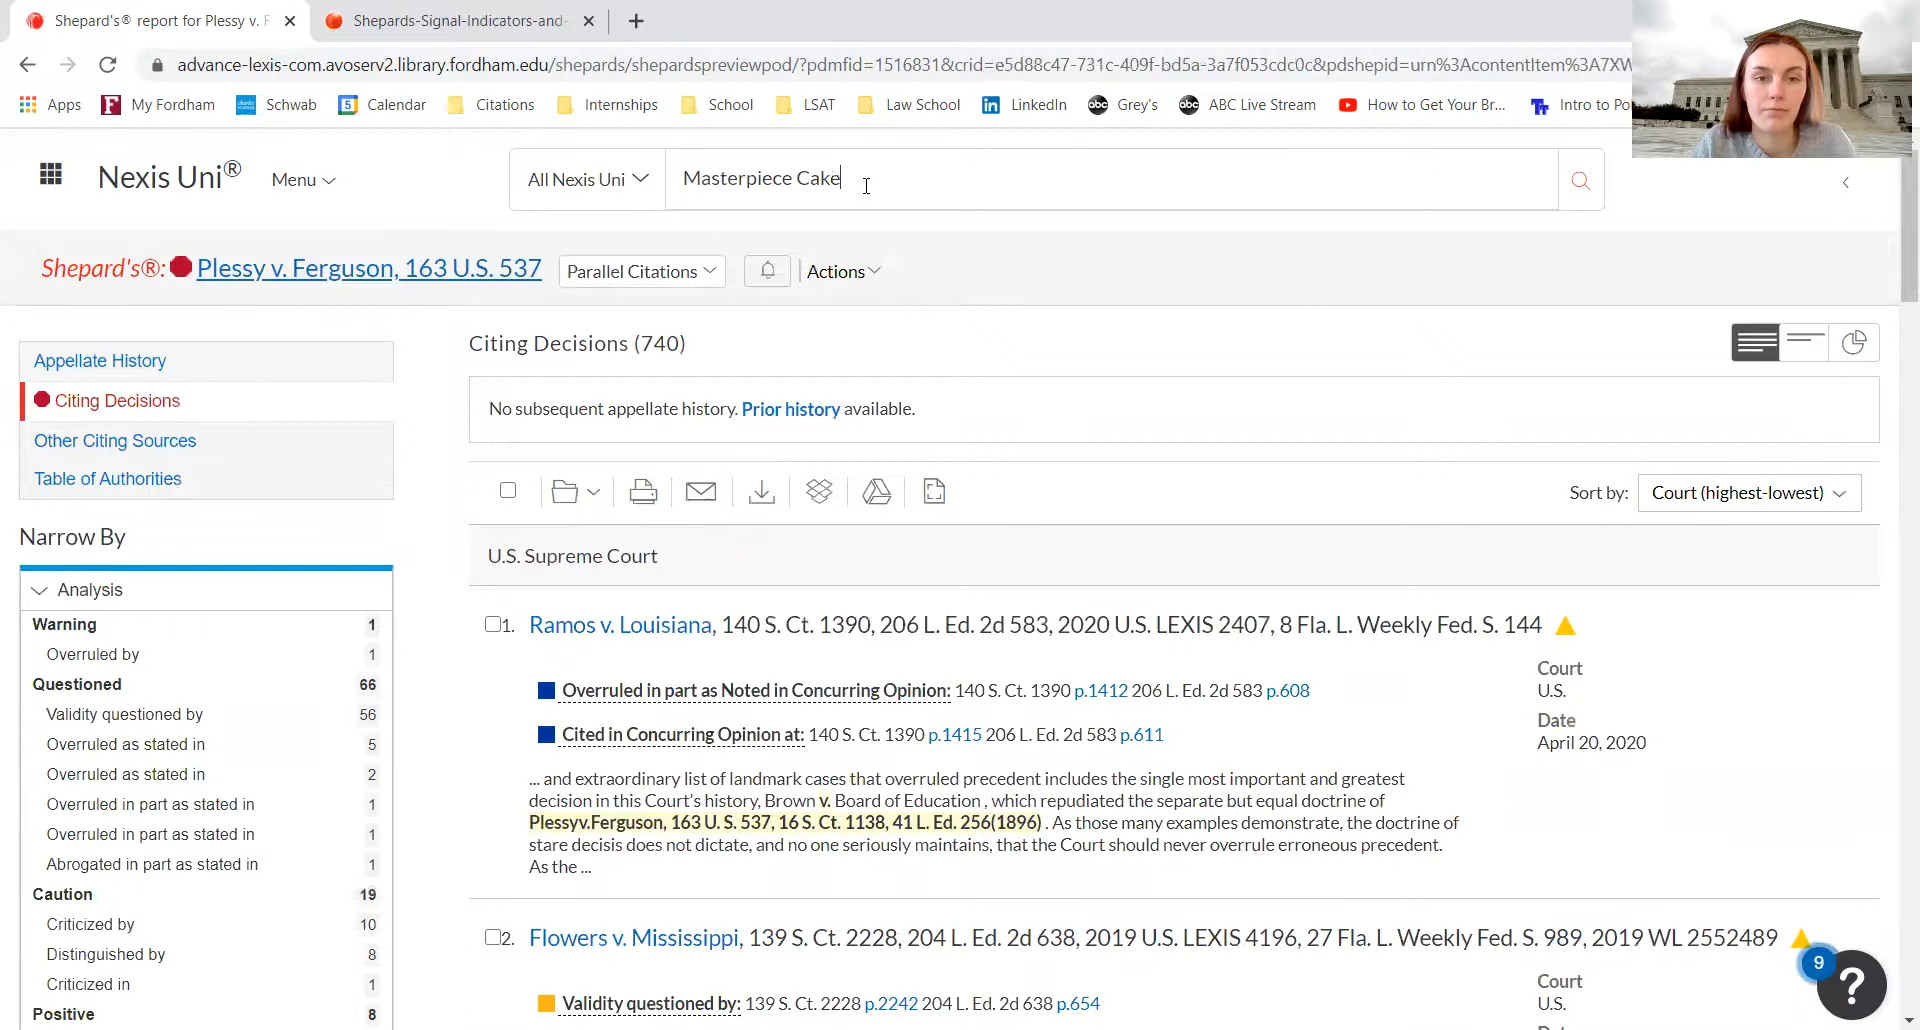 Shepard's® report for Plessy v. F
Shepards-Signal-Indicators-and-
advance-lexis-com.avoserv2.library.fordham.edu/shepards/shepardspreviewpod/?pdmfid=1516831&crid=e5d88c47-731c-409f-bd5a-3a7f053cdc0c&pdshepid=urn%3AcontentItem%3A7XW
Apps My Fordham Schwab 5 Calendar Citations Internships School LSAT Law School LinkedIn abc Grey's abc ABC Live Stream How to Get Your Br... Intro to Po
Nexis Uni®
Menu
All Nexis Uni
Masterpiece Cake
Shepard's®: Plessy v. Ferguson, 163 U.S. 537
Parallel Citations
Actions
Appellate History
Citing Decisions
Other Citing Sources
Table of Authorities
Narrow By
Analysis
Warning 1
Overruled by 1
Questioned 66
Validity questioned by 56
Overruled as stated in 5
Overruled as stated in 2
Overruled in part as stated in 1
Overruled in part as stated in 1
Abrogated in part as stated in 1
Caution 19
Criticized by 10
Distinguished by 8
Criticized in 1
Positive 8
Citing Decisions (740)
No subsequent appellate history. Prior history available.
Sort by: Court (highest-lowest)
U.S. Supreme Court
1. Ramos v. Louisiana, 140 S. Ct. 1390, 206 L. Ed. 2d 583, 2020 U.S. LEXIS 2407, 8 Fla. L. Weekly Fed. S. 144
Overruled in part as Noted in Concurring Opinion: 140 S. Ct. 1390 p.1412 206 L. Ed. 2d 583 p.608
Cited in Concurring Opinion at: 140 S. Ct. 1390 p.1415 206 L. Ed. 2d 583 p.611
... and extraordinary list of landmark cases that overruled precedent includes the single most important and greatest
decision in this Court's history, Brown v. Board of Education , which repudiated the separate but equal doctrine of
Plessyv.Ferguson, 163 U. S. 537, 16 S. Ct. 1138, 41 L. Ed. 256(1896) . As those many examples demonstrate, the doctrine of
stare decisis does not dictate, and no one seriously maintains, that the Court should never overrule erroneous precedent.
As the ...
Court
U.S.
Date
April 20, 2020
2. Flowers v. Mississippi, 139 S. Ct. 2228, 204 L. Ed. 2d 638, 2019 U.S. LEXIS 4196, 27 Fla. L. Weekly Fed. S. 989, 2019 WL 2552489
Validity questioned by: 139 S. Ct. 2228 p.2242 204 L. Ed. 2d 638 p.654
Court
U.S.
9
?